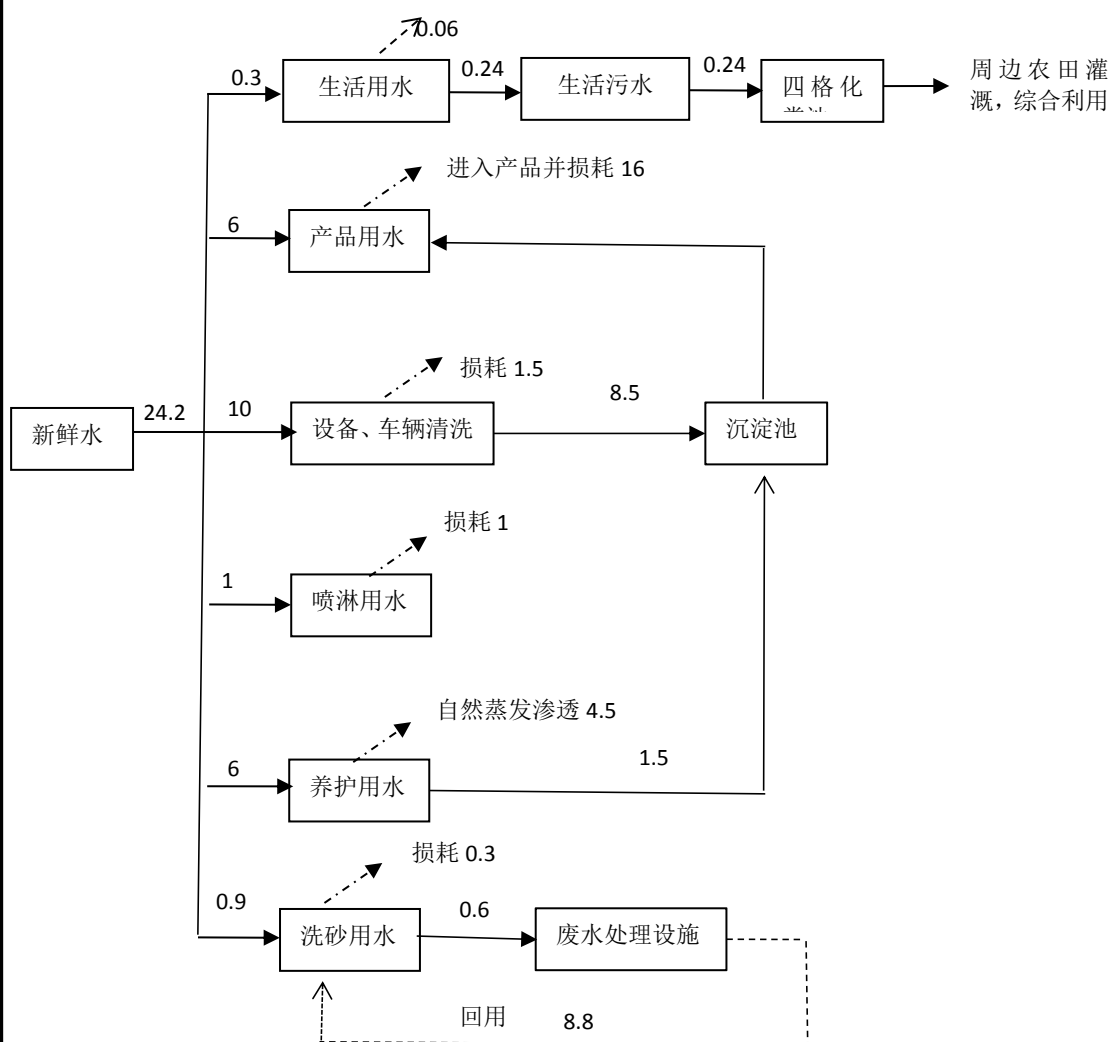 0.06
0.3
生活用水
0.24
生活污水
0.24
四格化
周边农田灌
溉，综合利用
进入产品并损耗 16
6
产品用水
损耗 1.5
新鲜水
24.2
10
设备、车辆清洗
8.5
沉淀池
损耗 1
1
喷淋用水
自然蒸发渗透 4.5
6
养护用水
1.5
损耗 0.3
0.9
洗砂用水
0.6
废水处理设施
回用 8.8